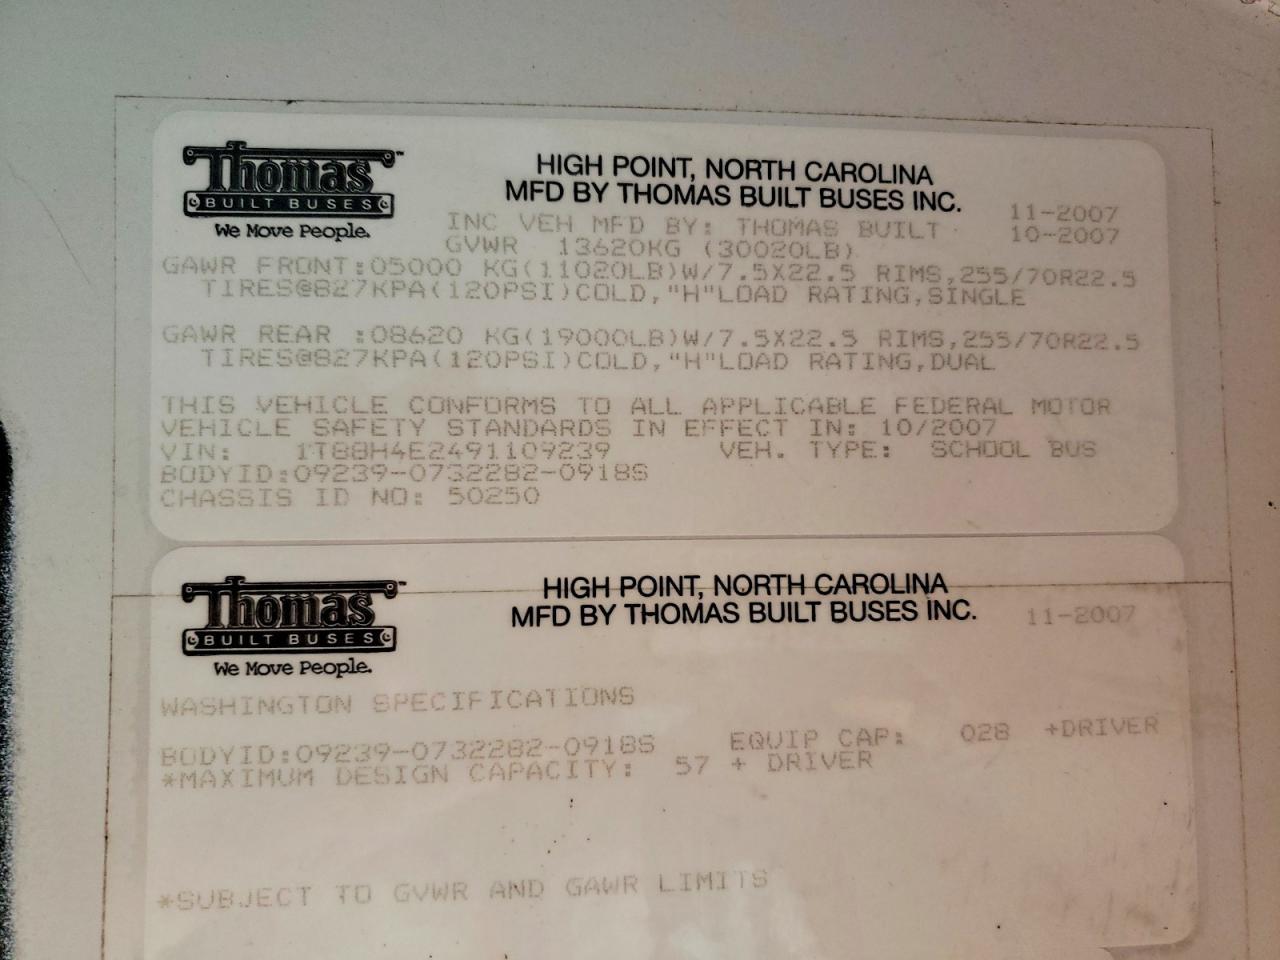 Thomas™
BUILT BUSES
We Move People.
HIGH POINT, NORTH CAROLINA
MFD BY THOMAS BUILT BUSES INC.
INC VEH MFD BY: THOMAS BUILT 11-2007
GVWR 13620KG (30020LB) 10-2007
GAWR FRONT:05000 KG(11020LB)W/7.5X22.5 RIMS,255/70R22.5
TIRES@827KPA(120PSI)COLD,"H"LOAD RATING,SINGLE
GAWR REAR :08620 KG(19000LB)W/7.5X22.5 RIMS,255/70R22.5
TIRES@827KPA(120PSI)COLD,"H"LOAD RATING,DUAL
THIS VEHICLE CONFORMS TO ALL APPLICABLE FEDERAL MOTOR
VEHICLE SAFETY STANDARDS IN EFFECT IN: 10/2007
VIN: 1T88H4E2491109239 VEH. TYPE: SCHOOL BUS
BODYID:09239-0732282-0918S
CHASSIS ID NO: 50250
Thomas™
BUILT BUSES
We Move People.
HIGH POINT, NORTH CAROLINA
MFD BY THOMAS BUILT BUSES INC.
11-2007
WASHINGTON SPECIFICATIONS
BODYID:09239-0732282-0918S EQUIP CAP: 028 +DRIVER
*MAXIMUM DESIGN CAPACITY: 57 + DRIVER
*SUBJECT TO GVWR AND GAWR LIMITS